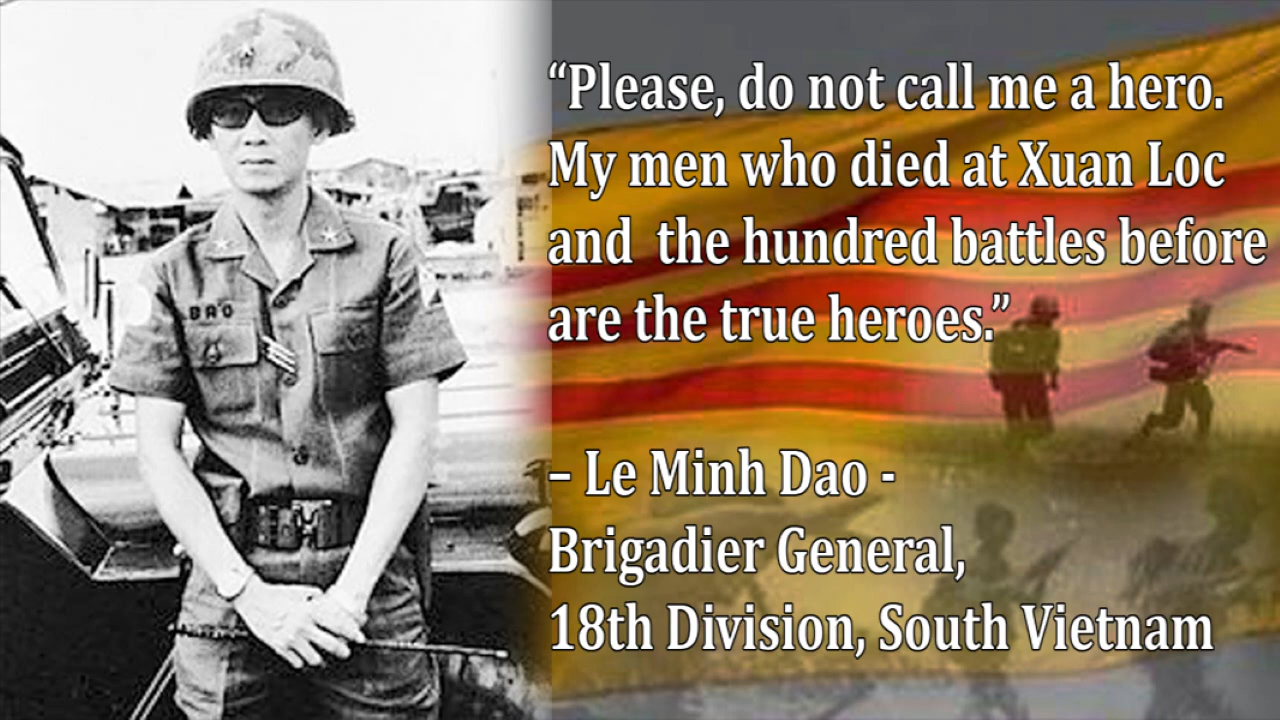 “Please, do not call me a hero.
My men who died at Xuan Loc
and  the hundred battles before
are the true heroes.”
– Le Minh Dao -
Brigadier General,
18th Division, South Vietnam
ĐẢO